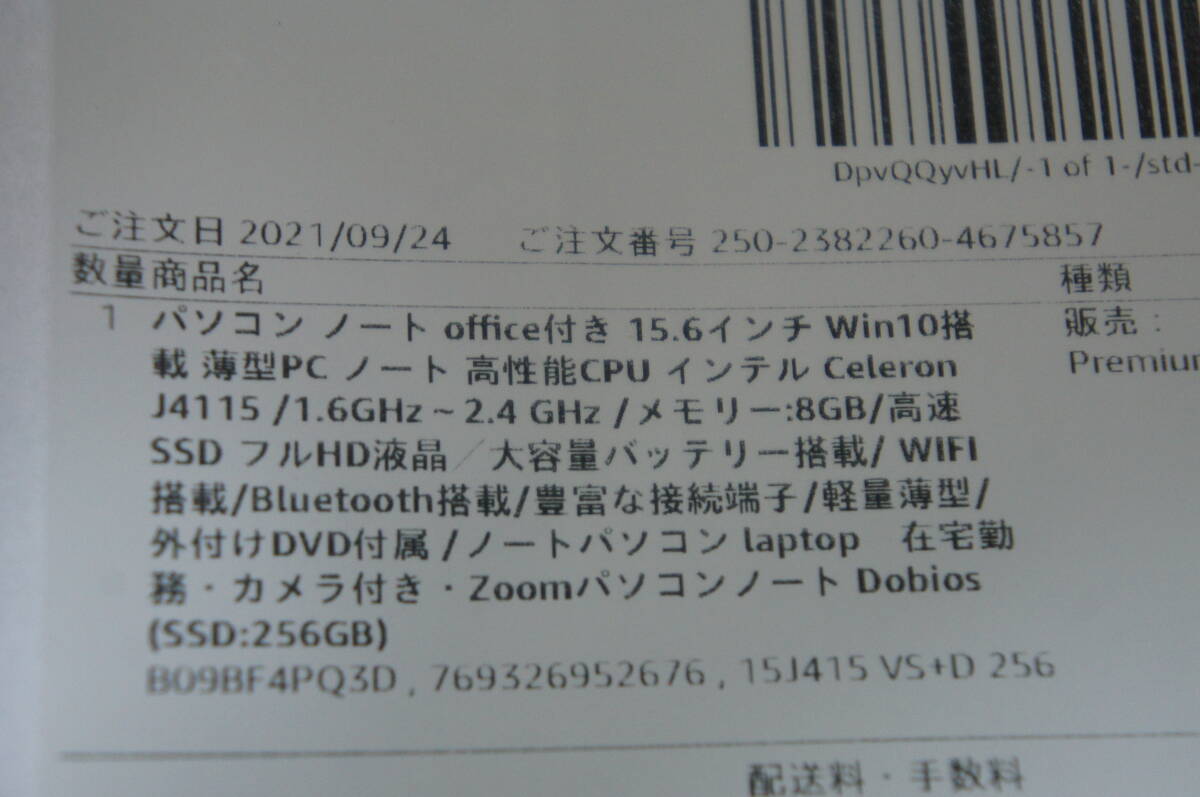 DpvQQyvHL/-1 of 1-/std-
ご注文日 2021/09/24 ご注文番号 250-2382260-4675857
数量 商品名 種類
1 パソコン ノート office付き 15.6インチ Win10搭 販売：
載 薄型PC ノート 高性能CPU インテル Celeron Premium
J4115 /1.6GHz ~ 2.4 GHz /メモリー:8GB/高速
SSD フルHD液晶／大容量バッテリー搭載/ WIFI
搭載/Bluetooth搭載/豊富な接続端子/軽量薄型/
外付けDVD付属 /ノートパソコン laptop　在宅勤
務・カメラ付き・Zoomパソコンノート Dobios
(SSD:256GB)
B09BF4PQ3D , 769326952676 , 15J415 VS+D 256
配送料・手数料